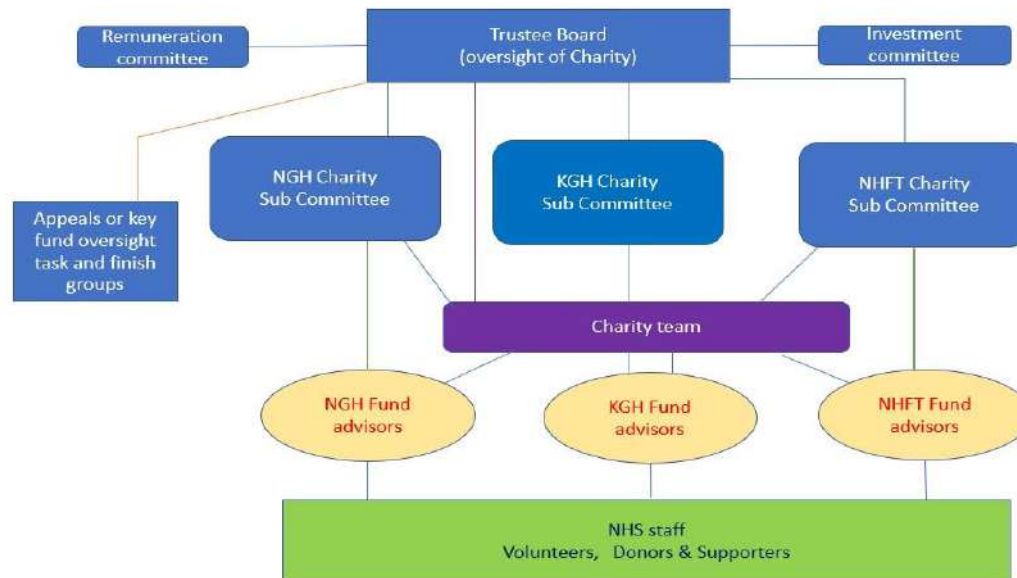 Remuneration
committee
Trustee Board
(oversight of Charity)
Investment
committee
NGH Charity
Sub Committee
KGH Charity
Sub Committee
NHFT Charity
Sub Committee
Appeals or key
fund oversight
task and finish
groups
Charity team
NGH Fund
advisors
KGH Fund
advisors
NHFT Fund
advisors
NHS staff
Volunteers, Donors & Supporters